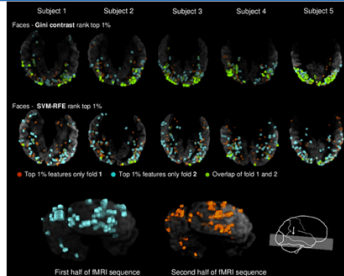 Subject 1 Subject 2 Subject 3 Subject 4 Subject 5
Faces - Gini contrast rank top 1%
Faces - SVM-RFE rank top 1%
Top 1% features only fold 1 Top 1% features only fold 2 Overlap of fold 1 and 2
First half of fMRI sequence Second half of fMRI sequence